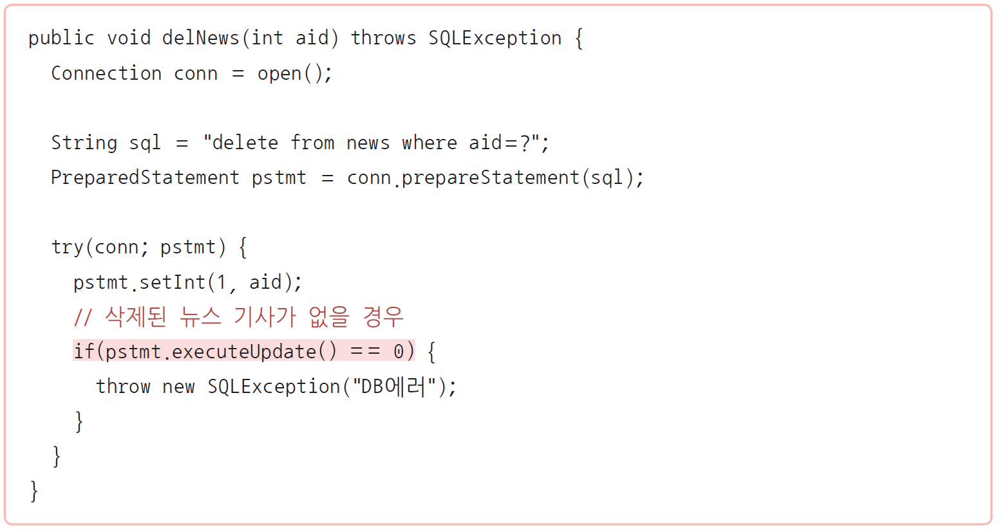 public void delNews(int aid) throws SQLException {
Connection conn = open();
String sql = "delete from news where aid=?";
PreparedStatement pstmt = conn.prepareStatement(sql);
try(conn; pstmt) {
pstmt.setInt(1, aid);
// 삭제된 뉴스 기사가 없을 경우
if(pstmt.executeUpdate() == 0) {
throw new SQLException("DB에러");
}
}
}